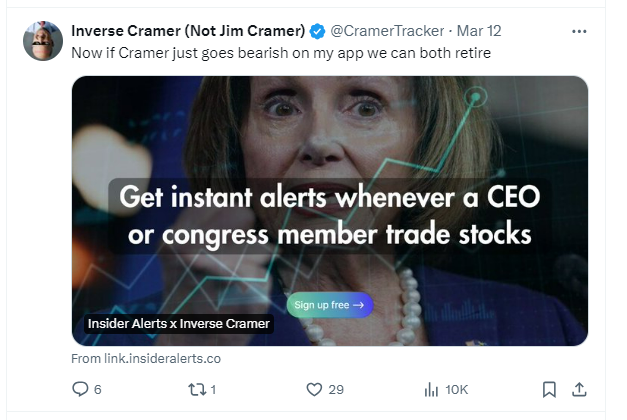 Inverse Cramer (Not Jim Cramer) @CramerTracker · Mar 12
Now if Cramer just goes bearish on my app we can both retire
Get instant alerts whenever a CEO
or congress member trade stocks
Sign up free →
Insider Alerts x Inverse Cramer
From link.insideralerts.co
6 1 29 10K